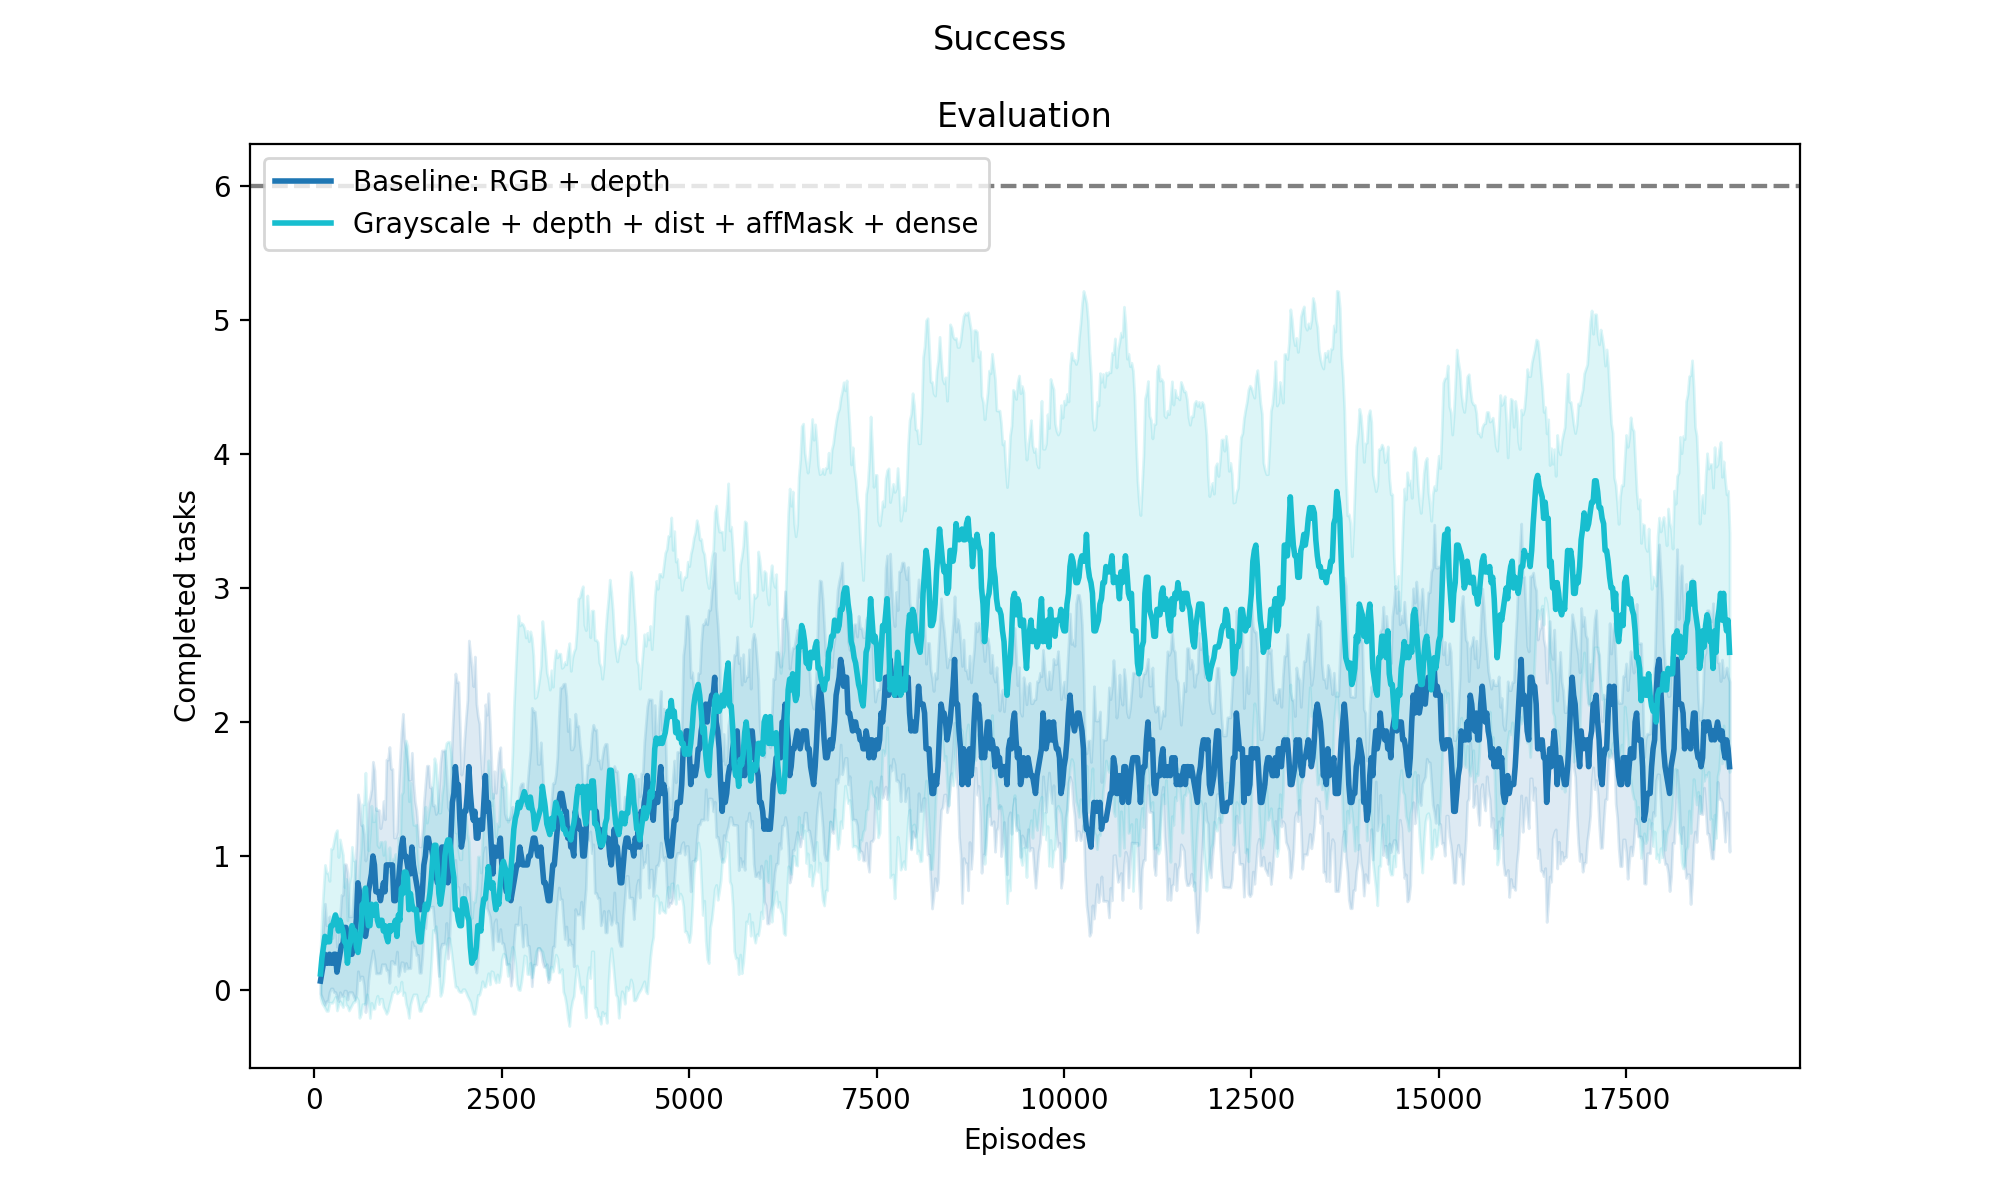 Success
Evaluation
Baseline: RGB + depth
Grayscale + depth + dist + affMask + dense
6
5
4
3
2
1
0
Completed tasks
0 2500 5000 7500 10000 12500 15000 17500
Episodes